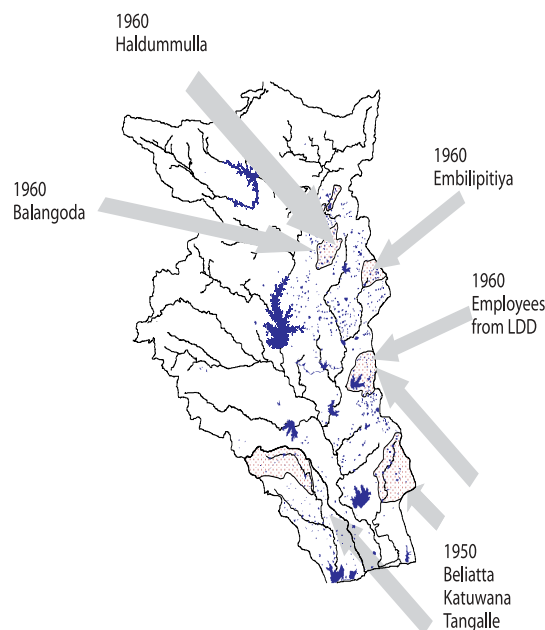 1960
Haldummulla
1960
Balangoda
1960
Embilipitiya
1960
Employees
from LDD
1950
Beliatta
Katuwana
Tangalle